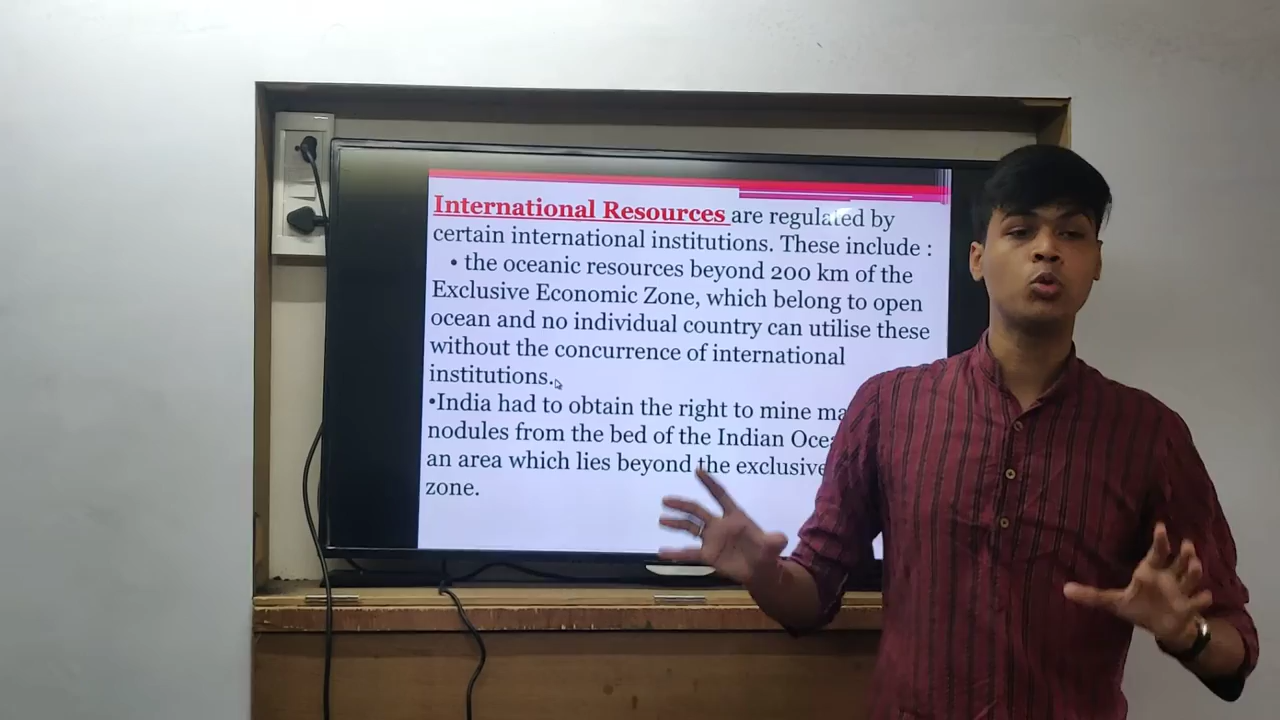 International Resources are regulated by
certain international institutions. These include :
• the oceanic resources beyond 200 km of the
Exclusive Economic Zone, which belong to open
ocean and no individual country can utilise these
without the concurrence of international
institutions.
•India had to obtain the right to mine
nodules from the bed of the Indian
an area which lies beyond the exclusive
zone.